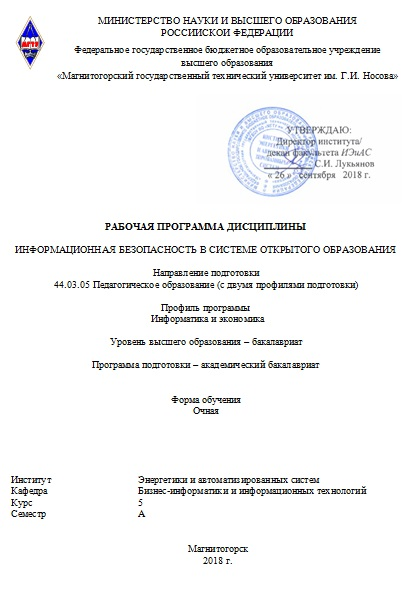 МИНИСТЕРСТВО НАУКИ И ВЫСШЕГО ОБРАЗОВАНИЯ
РОССИЙСКОЙ ФЕДЕРАЦИИ
Федеральное государственное бюджетное образовательное учреждение
высшего образования
«Магнитогорский государственный технический университет им. Г.И. Носова»
УТВЕРЖДАЮ:
Директор института/
декан факультета ИЭиАС
С.И. Лукьянов
« 26 » сентября 2018 г.
РАБОЧАЯ ПРОГРАММА ДИСЦИПЛИНЫ
ИНФОРМАЦИОННАЯ БЕЗОПАСНОСТЬ В СИСТЕМЕ ОТКРЫТОГО ОБРАЗОВАНИЯ
Направление подготовки
44.03.05 Педагогическое образование (с двумя профилями подготовки)
Профиль программы
Информатика и экономика
Уровень высшего образования – бакалавриат
Программа подготовки – академический бакалавриат
Форма обучения
Очная
Институт Энергетики и автоматизированных систем
Кафедра Бизнес-информатики и информационных технологий
Курс 5
Семестр А
Магнитогорск
2018 г.